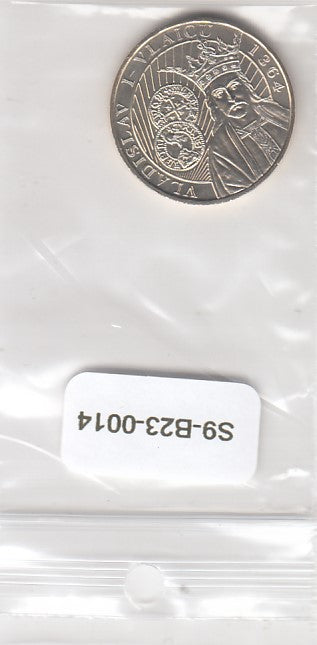 VLADISLAV I - VLAICU 1364
S9-B23-0014